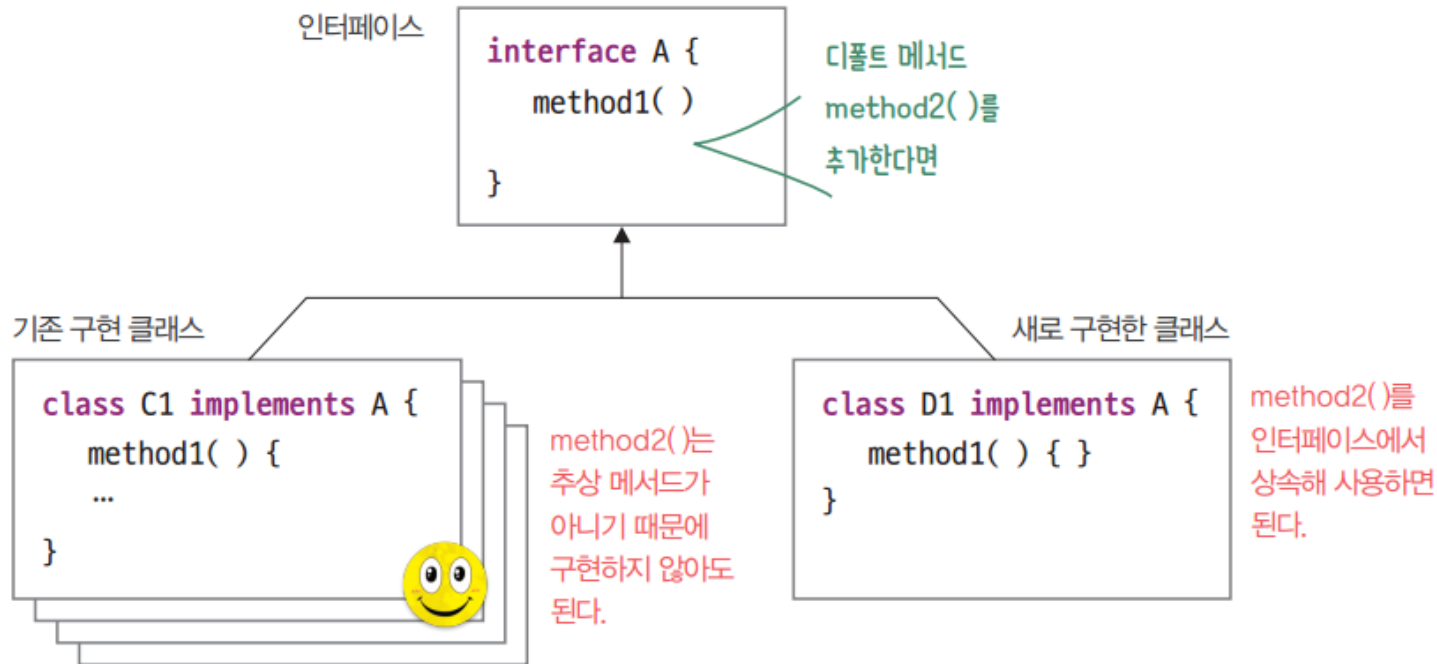 인터페이스
interface A {
method1( )
}
디폴트 메서드
method2( )를
추가한다면
기존 구현 클래스
class C1 implements A {
method1( ) {
…
}
method2( )는
추상 메서드가
아니기 때문에
구현하지 않아도
된다.
새로 구현한 클래스
class D1 implements A {
method1( ) { }
}
method2( )를
인터페이스에서
상속해 사용하면
된다.